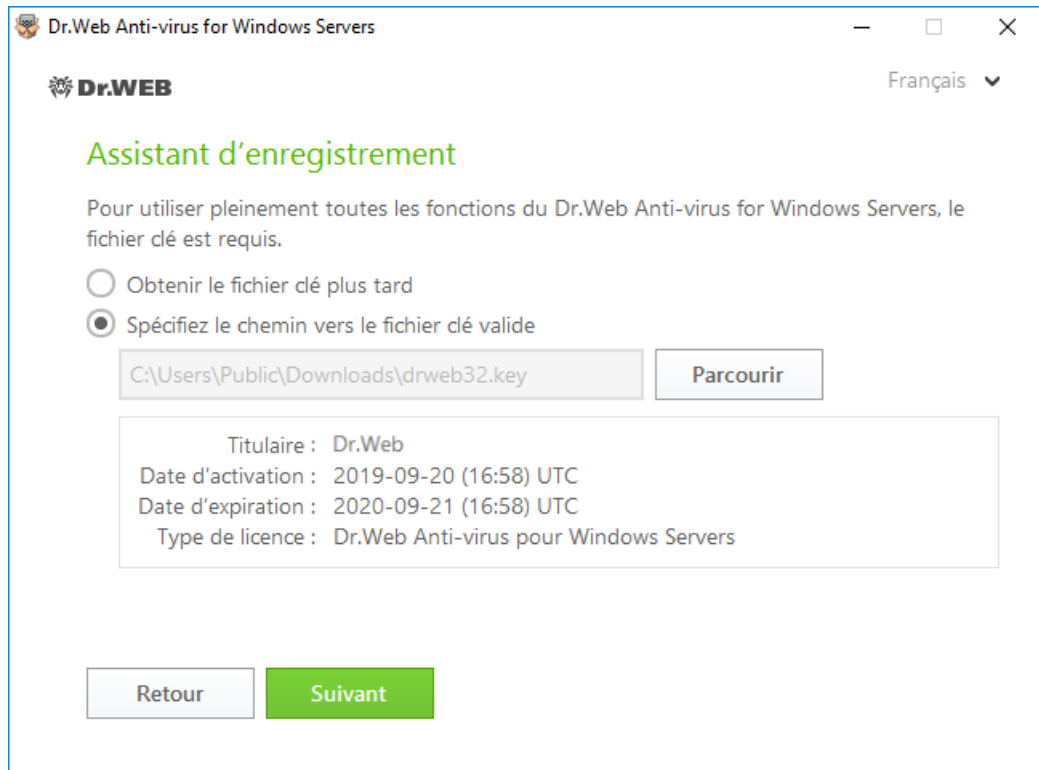 Dr.Web Anti-virus for Windows Servers
Dr.WEB
Français
Assistant d'enregistrement
Pour utiliser pleinement toutes les fonctions du Dr.Web Anti-virus for Windows Servers, le
fichier clé est requis.
Obtenir le fichier clé plus tard
Spécifiez le chemin vers le fichier clé valide
C:\Users\Public\Downloads\drweb32.key
Parcourir
Titulaire : Dr.Web
Date d'activation : 2019-09-20 (16:58) UTC
Date d'expiration : 2020-09-21 (16:58) UTC
Type de licence : Dr.Web Anti-virus pour Windows Servers
Retour
Suivant